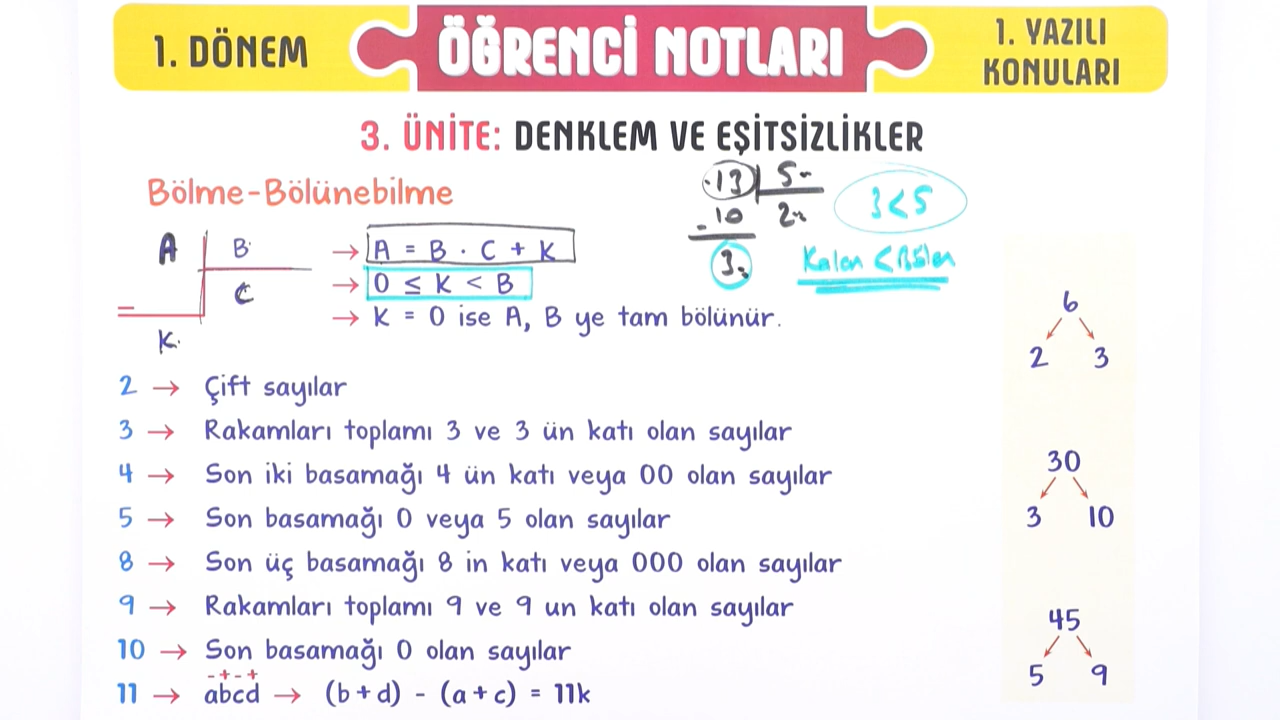 1. DÖNEM
ÖĞRENCİ NOTLARI
1. YAZILI
KONULARI
3. ÜNİTE: DENKLEM VE EŞİTSİZLİKLER
Bölme-Bölünebilme
A B
C
K
→ A = B . C + K
→ 0 ≤ K < B
→ K = 0 ise A, B ye tam bölünür.
13 5
- 10 2
3
3<5
Kalan < Bölen
2 → Çift sayılar
3 → Rakamları toplamı 3 ve 3 ün katı olan sayılar
4 → Son iki basamağı 4 ün katı veya 00 olan sayılar
5 → Son basamağı 0 veya 5 olan sayılar
8 → Son üç basamağı 8 in katı veya 000 olan sayılar
9 → Rakamları toplamı 9 ve 9 un katı olan sayılar
10 → Son basamağı 0 olan sayılar
- + - +
11 → abcd → (b+d) - (a+c) = 11k
6
2 3
30
3 10
45
5 9